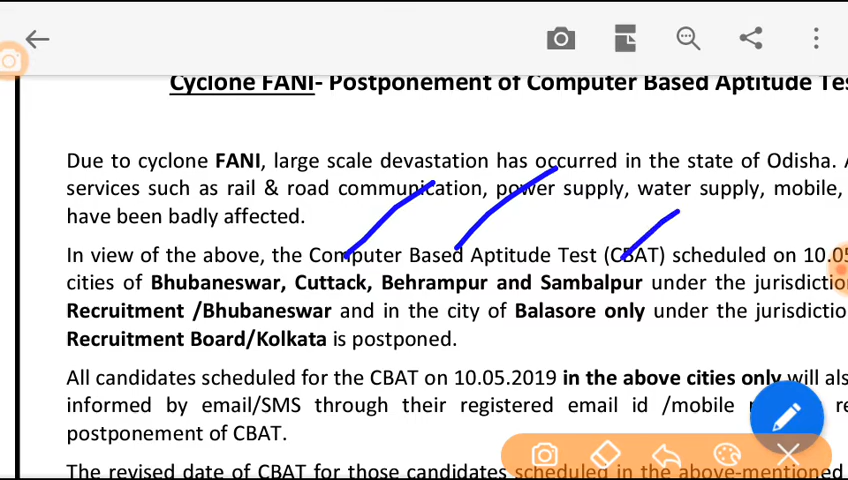 Cyclone FANI- Postponement of Computer Based Aptitude
Due to cyclone FANI, large scale devastation has occurred in the state of Odisha.
services such as rail & road communication, power supply, water supply, mobile,
have been badly affected.
In view of the above, the Computer Based Aptitude Test (CBAT) scheduled on
cities of Bhubaneswar, Cuttack, Behrampur and Sambalpur under the
Recruitment /Bhubaneswar and in the city of Balasore only under the
Recruitment Board/Kolkata is postponed.
All candidates scheduled for the CBAT on 10.05.2019 in the above cities only will
informed by email/SMS through their registered email id /mobile
postponement of CBAT.
The revised date of CBAT for those candidates scheduled in the above-mentioned